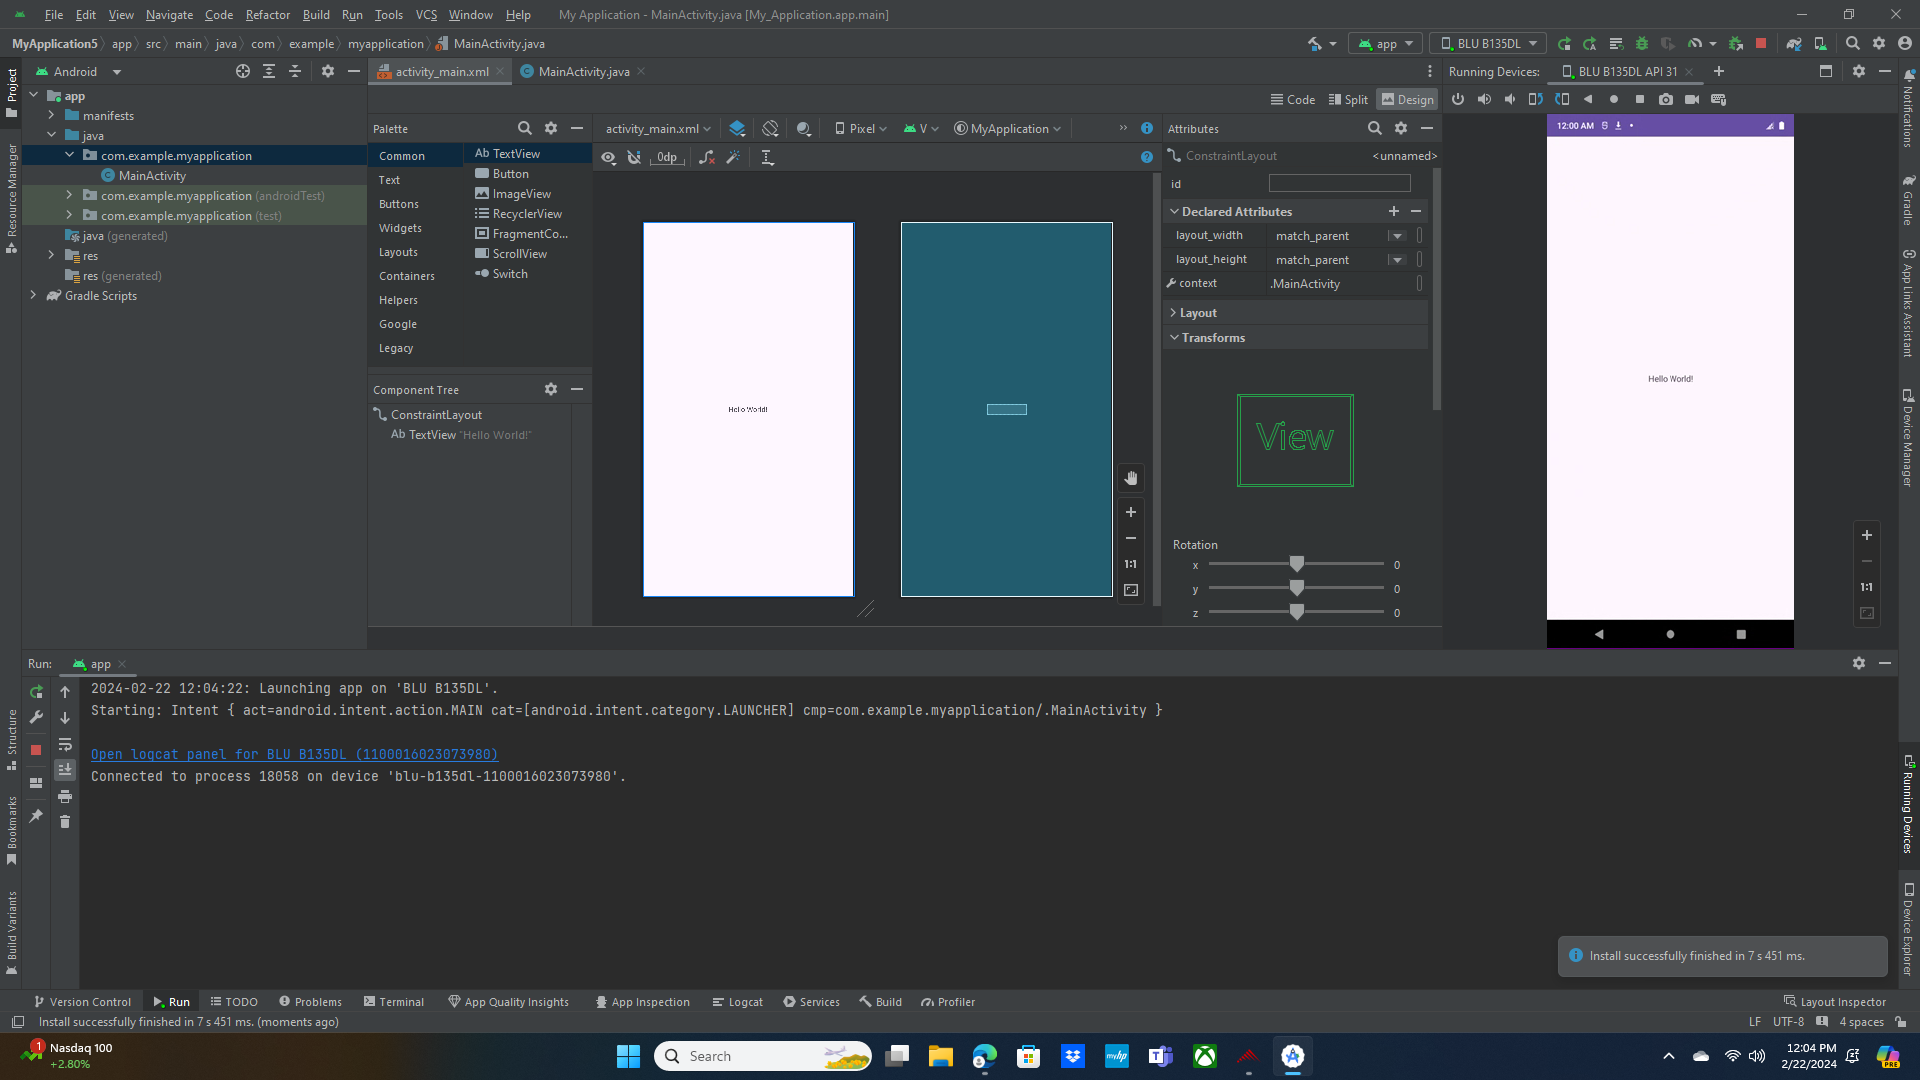 File Edit View Navigate Code Refactor Build Run Tools VCS Window Help My Application - MainActivity.java [My_Application.app.main]
MyApplication5 app src main java com example myapplication MainActivity.java app BLU B135DL
Project
Android
activity_main.xml MainActivity.java
Running Devices: BLU B135DL API 31
Code Split Design
app
manifests
java
com.example.myapplication
MainActivity
com.example.myapplication (androidTest)
com.example.myapplication (test)
java (generated)
res
res (generated)
Gradle Scripts
Resource Manager
Palette
Common
Text
Buttons
Widgets
Layouts
Containers
Helpers
Google
Legacy
Ab TextView
Button
ImageView
RecyclerView
FragmentCo...
ScrollView
Switch
Component Tree
ConstraintLayout
Ab TextView "Hello World!"
activity_main.xml Pixel V MyApplication
0dp
Hello World!
1:1
Attributes
ConstraintLayout <unnamed>
id
Declared Attributes
layout_width match_parent
layout_height match_parent
context .MainActivity
Layout
Transforms
View
Rotation
x 0
y 0
z 0
12:00 AM
Hello World!
1:1
Notifications
Gradle
App Links Assistant
Device Manager
Running Devices
Device Explorer
Structure
Bookmarks
Build Variants
Run: app
2024-02-22 12:04:22: Launching app on 'BLU B135DL'.
Starting: Intent { act=android.intent.action.MAIN cat=[android.intent.category.LAUNCHER] cmp=com.example.myapplication/.MainActivity }
Open logcat panel for BLU B135DL (1100016023073980)
Connected to process 18058 on device 'blu-b135dl-1100016023073980'.
Install successfully finished in 7 s 451 ms.
Version Control Run TODO Problems Terminal App Quality Insights App Inspection Logcat Services Build Profiler Layout Inspector
Install successfully finished in 7 s 451 ms. (moments ago) LF UTF-8 4 spaces
1
Nasdaq 100
+2.80%
Search
myhp
12:04 PM
2/22/2024
PRE